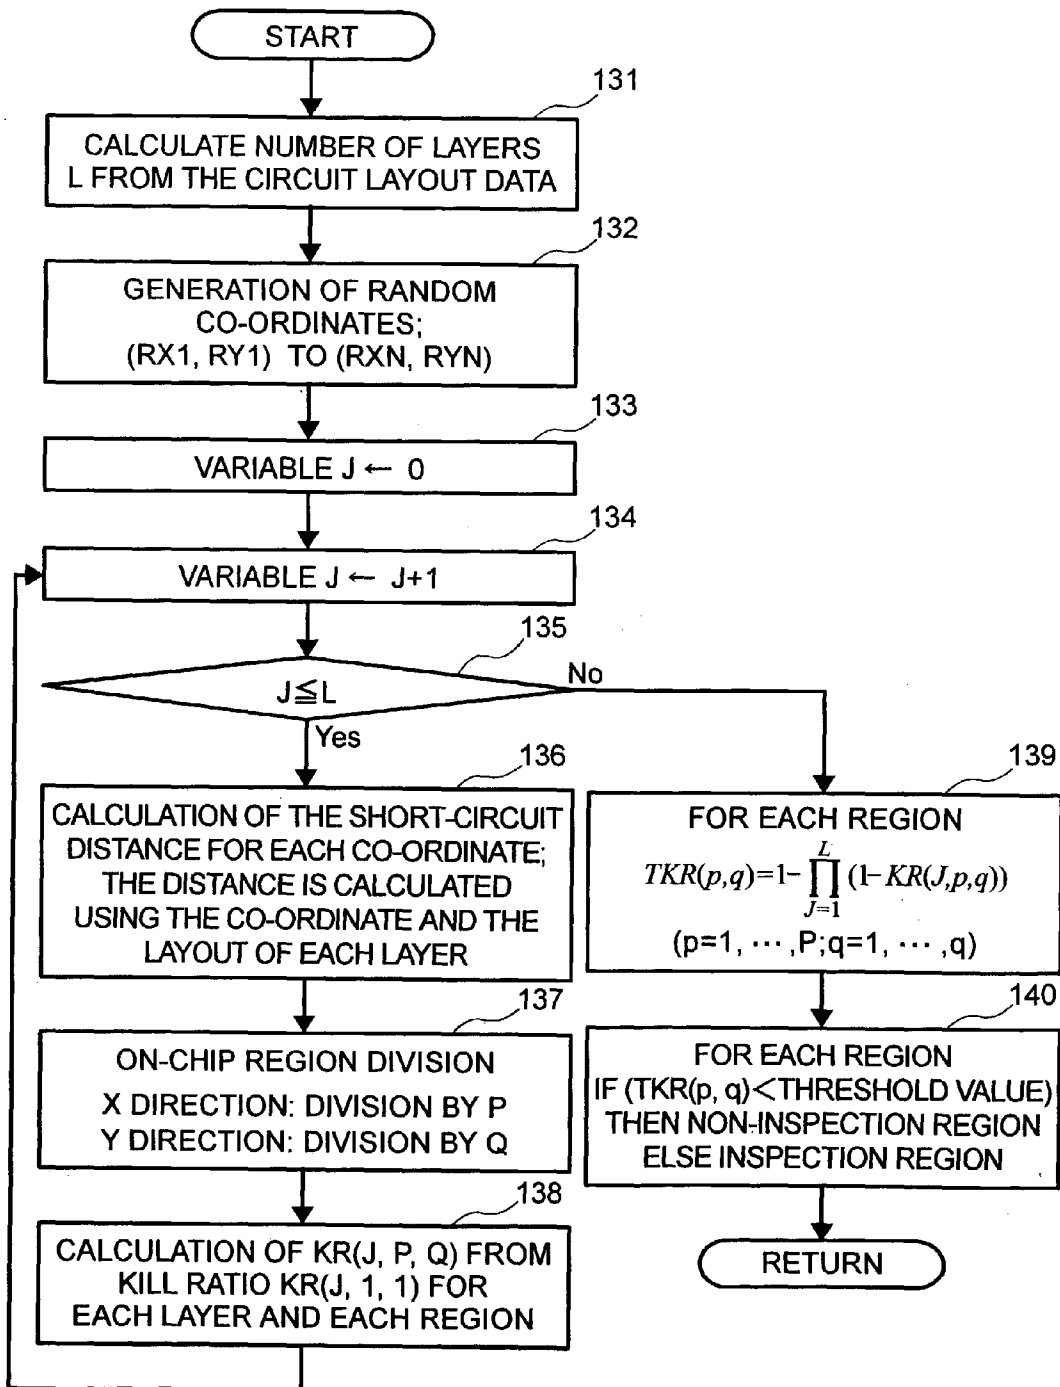 START
131
CALCULATE NUMBER OF LAYERS
L FROM THE CIRCUIT LAYOUT DATA
132
GENERATION OF RANDOM
CO-ORDINATES;
(RX1, RY1) TO (RXN, RYN)
133
VARIABLE J ← 0
134
VARIABLE J ← J+1
135
J≦L
No
Yes
136
CALCULATION OF THE SHORT-CIRCUIT
DISTANCE FOR EACH CO-ORDINATE;
THE DISTANCE IS CALCULATED
USING THE CO-ORDINATE AND THE
LAYOUT OF EACH LAYER
137
ON-CHIP REGION DIVISION
X DIRECTION: DIVISION BY P
Y DIRECTION: DIVISION BY Q
138
CALCULATION OF KR(J, P, Q) FROM
KILL RATIO KR(J, 1, 1) FOR
EACH LAYER AND EACH REGION
139
FOR EACH REGION
TKR(p,q)=1-∏_{J=1}^{L}(1-KR(J,p,q))
(p=1, ⋯,P;q=1, ⋯,q)
140
FOR EACH REGION
IF (TKR(p, q)<THRESHOLD VALUE)
THEN NON-INSPECTION REGION
ELSE INSPECTION REGION
RETURN